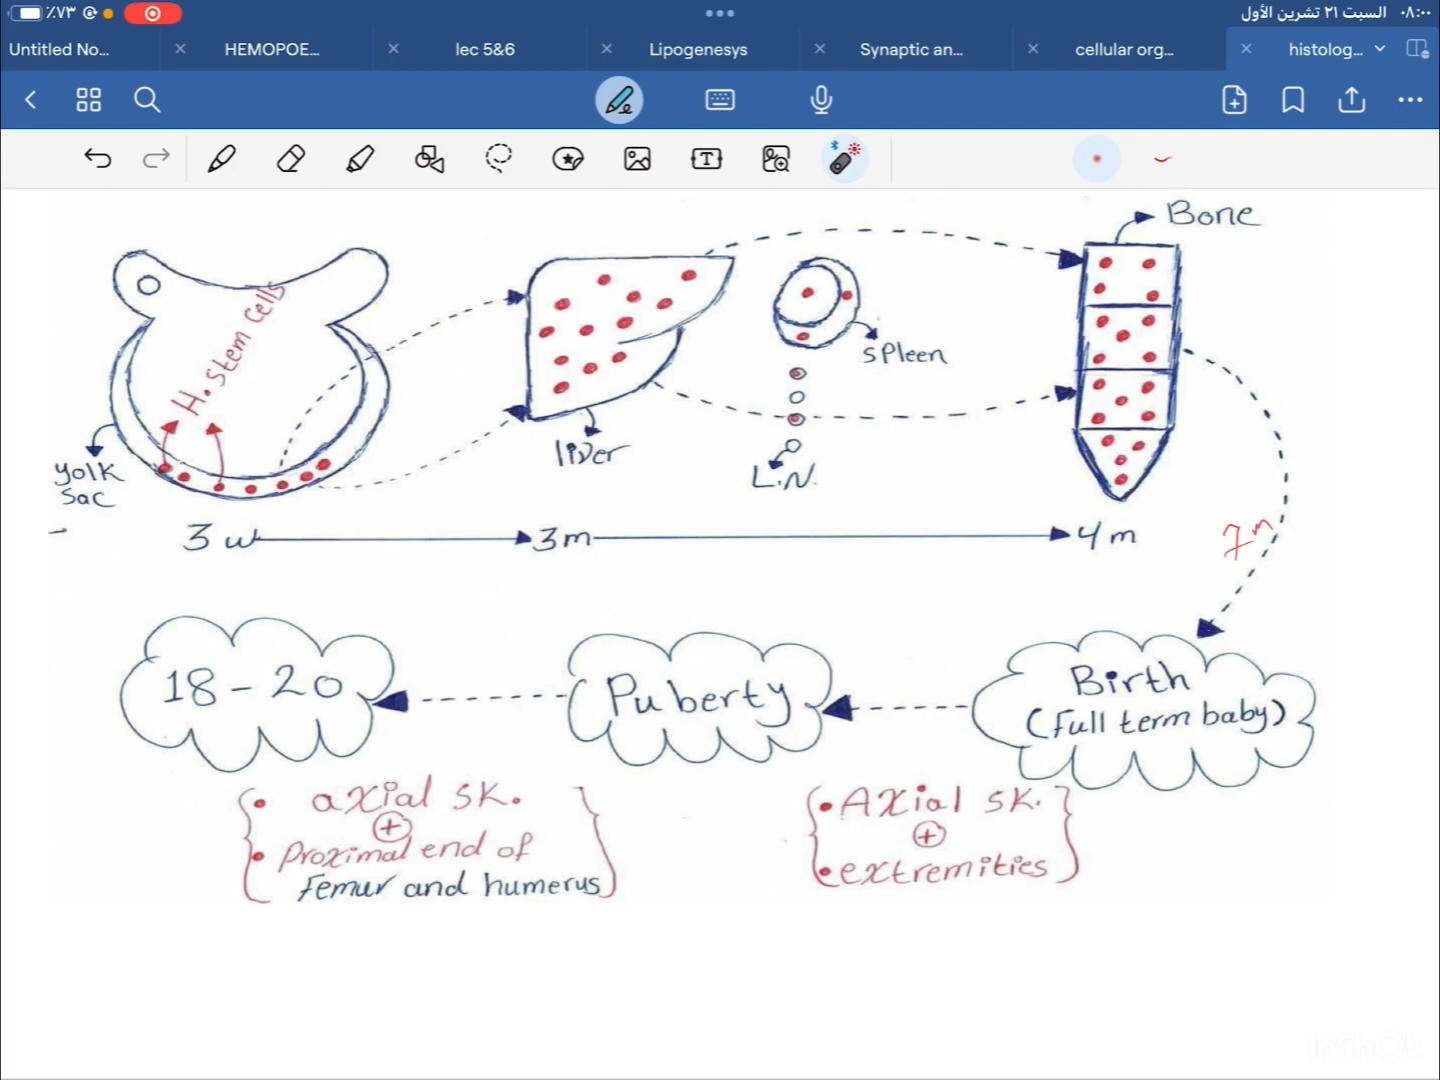 ٪٧٣
السبت ٢١ تشرين الأول ٠٨:٠٠
Untitled No...
HEMOPOE...
lec 5&6
Lipogenesys
Synaptic an...
cellular org...
histolog...
Bone
H. Stem Cells
spleen
liver
yolk
Sac
L.N.
3 w
3m
4 m
7m
18 - 20
Puberty
Birth
(full term baby)
• axial SK.
+
• proximal end of
Femur and humerus
• Axial SK.
+
• extremities